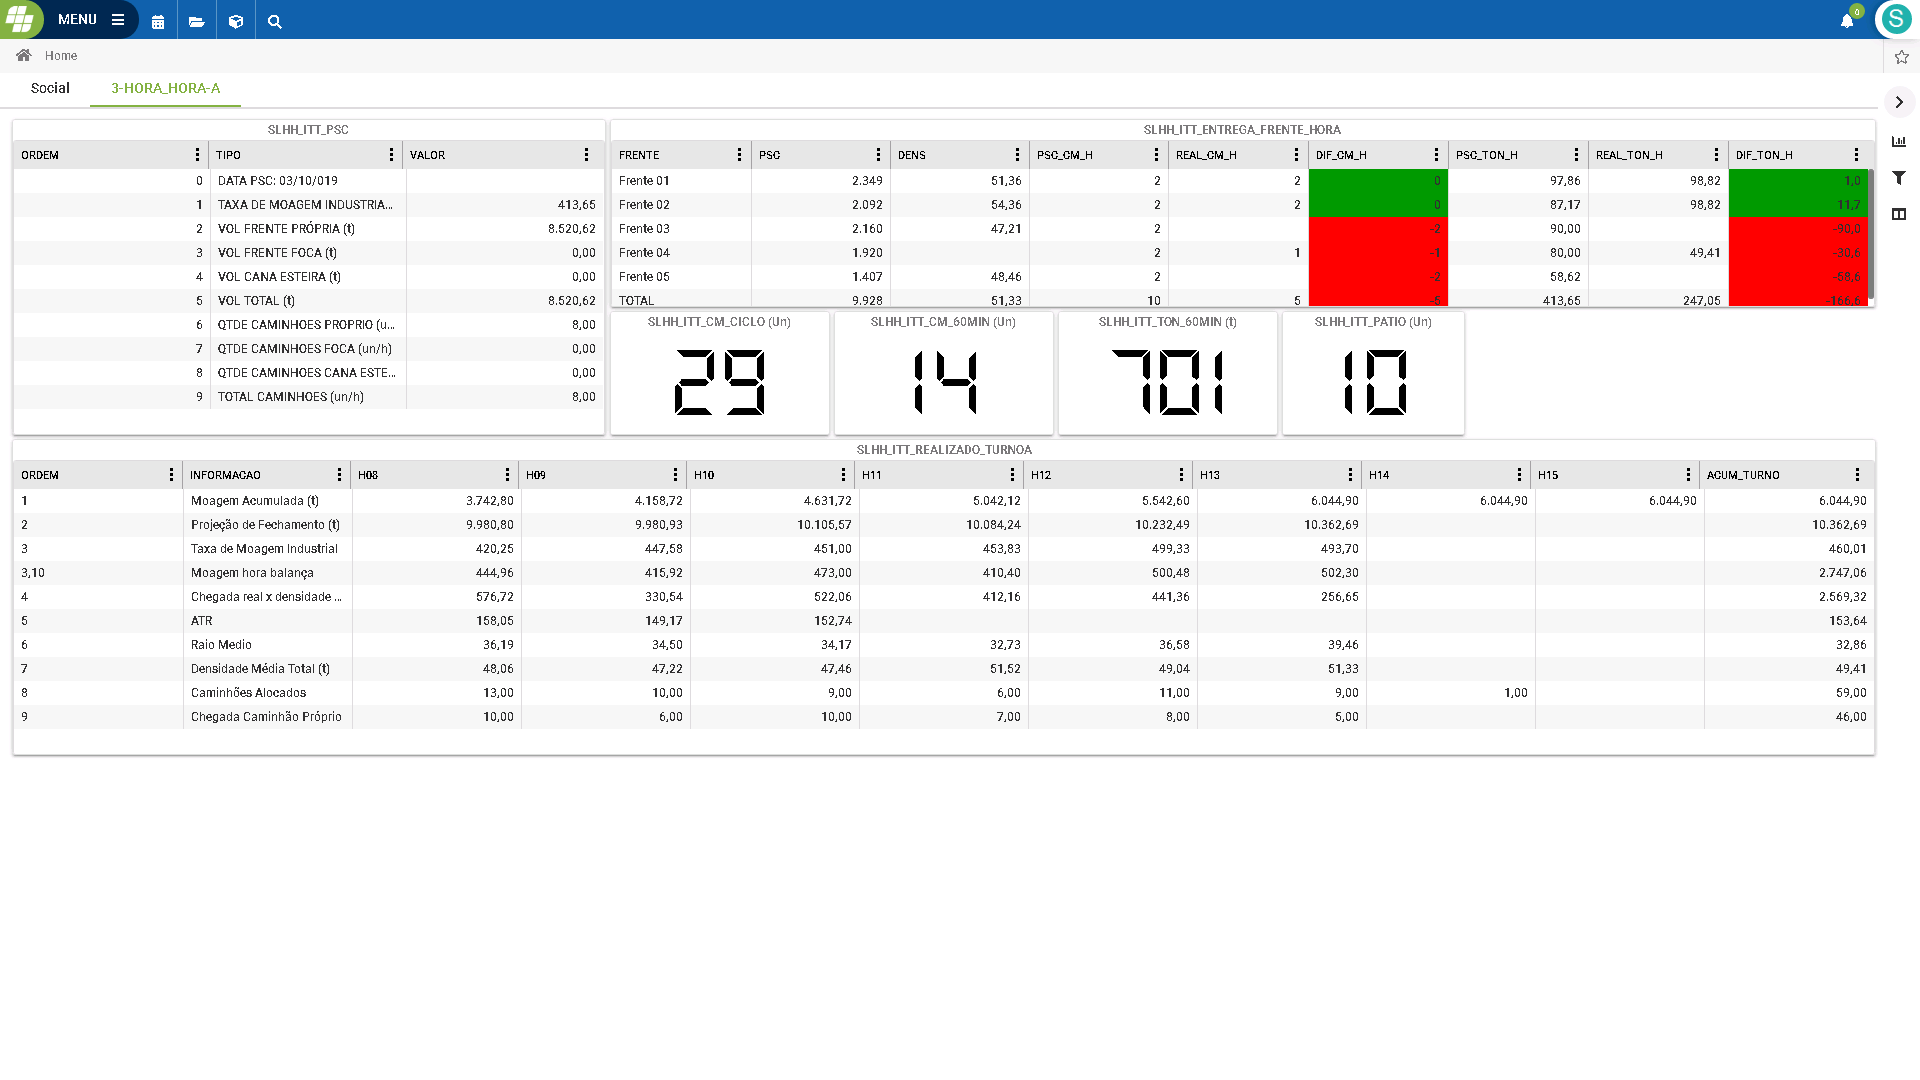 MENU
0
S
Home
Social 3-HORA_HORA-A
SLHH_ITT_PSC
ORDEM TIPO VALOR
0 DATA PSC: 03/10/019
1 TAXA DE MOAGEM INDUSTRIA... 413,65
2 VOL FRENTE PRÓPRIA (t) 8.520,62
3 VOL FRENTE FOCA (t) 0,00
4 VOL CANA ESTEIRA (t) 0,00
5 VOL TOTAL (t) 8.520,62
6 QTDE CAMINHOES PROPRIO (u... 8,00
7 QTDE CAMINHOES FOCA (un/h) 0,00
8 QTDE CAMINHOES CANA ESTE... 0,00
9 TOTAL CAMINHOES (un/h) 8,00
SLHH_ITT_ENTREGA_FRENTE_HORA
FRENTE PSC DENS PSC_CM_H REAL_CM_H DIF_CM_H PSC_TON_H REAL_TON_H DIF_TON_H
Frente 01 2.349 51,36 2 2 0 97,86 98,82 1,0
Frente 02 2.092 54,36 2 2 0 87,17 98,82 11,7
Frente 03 2.160 47,21 2 -2 90,00 -90,0
Frente 04 1.920 2 1 -1 80,00 49,41 -30,6
Frente 05 1.407 48,46 2 -2 58,62 -58,6
TOTAL 9.928 51,33 10 5 -5 413,65 247,05 -166,6
SLHH_ITT_CM_CICLO (Un)
29
SLHH_ITT_CM_60MIN (Un)
14
SLHH_ITT_TON_60MIN (t)
701
SLHH_ITT_PATIO (Un)
10
SLHH_ITT_REALIZADO_TURNOA
ORDEM INFORMACAO H08 H09 H10 H11 H12 H13 H14 H15 ACUM_TURNO
1 Moagem Acumulada (t) 3.742,80 4.158,72 4.631,72 5.042,12 5.542,60 6.044,90 6.044,90 6.044,90 6.044,90
2 Projeção de Fechamento (t) 9.980,80 9.980,93 10.105,57 10.084,24 10.232,49 10.362,69 10.362,69
3 Taxa de Moagem Industrial 420,25 447,58 451,00 453,83 499,33 493,70 460,01
3,10 Moagem hora balança 444,96 415,92 473,00 410,40 500,48 502,30 2.747,06
4 Chegada real x densidade ... 576,72 330,54 522,06 412,16 441,36 256,65 2.569,32
5 ATR 158,05 149,17 152,74 153,64
6 Raio Medio 36,19 34,50 34,17 32,73 36,58 39,46 32,86
7 Densidade Média Total (t) 48,06 47,22 47,46 51,52 49,04 51,33 49,41
8 Caminhões Alocados 13,00 10,00 9,00 6,00 11,00 9,00 1,00 59,00
9 Chegada Caminhão Próprio 10,00 6,00 10,00 7,00 8,00 5,00 46,00